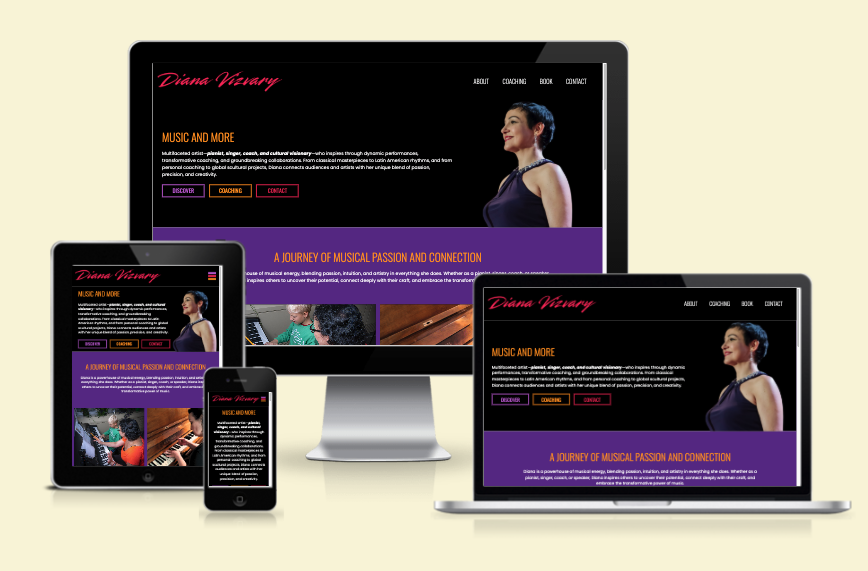 Diana Vizvary
ABOUT COACHING BOOK CONTACT
MUSIC AND MORE
Multifaceted artist—pianist, singer, coach, and cultural visionary—who inspires through dynamic performances,
transformative coaching, and groundbreaking collaborations. From classical masterpieces to Latin American rhythms, and from
personal coaching to global scultural projects, Diana connects audiences and artists with her unique blend of passion,
precision, and creativity.
DISCOVER COACHING CONTACT
A JOURNEY OF MUSICAL PASSION AND CONNECTION
house of musical energy, blending passion, intuition, and artistry in everything she does. Whether as a pianist, singer, coach, or speaker,
inspires others to uncover their potential, connect deeply with their craft, and embrace the transform
Diana Vizvary
MUSIC AND MORE
Multifaceted artist—pianist, singer, coach, and cultural
visionary—who inspires through dynamic performances,
transformative coaching, and groundbreaking
collaborations. From classical masterpieces to Latin
American rhythms, and from personal coaching to global
scultural projects, Diana connects audiences and artists
with her unique blend of passion, precision, and creativity.
DISCOVER COACHING CONTACT
A JOURNEY OF MUSICAL PASSION AND CONNECTION
Diana is a powerhouse of musical energy, blending passion, intuition, and artistry in
everything she does. Whether as a pianist, singer, coach, or speaker, Diana inspires
others to uncover their potential, connect deeply with their craft, and embrace the
transformative power of music.
Diana Vizvary
MUSIC AND MORE
Multifaceted artist—pianist,
singer, coach, and cultural
visionary—who inspires through
dynamic performances,
transformative coaching, and
groundbreaking collaborations.
From classical masterpieces to
Latin American rhythms, and from
personal coaching to global
scultural projects, Diana connects
audiences and artists with her
unique blend of passion,
precision, and creativity.
Diana Vizvary
ABOUT COACHING BOOK CONTACT
MUSIC AND MORE
Multifaceted artist—pianist, singer, coach, and cultural visionary—who inspires through
dynamic performances, transformative coaching, and groundbreaking collaborations. From classical
masterpieces to Latin American rhythms, and from personal coaching to global scultural projects,
Diana connects audiences and artists with her unique blend of passion, precision, and creativity.
DISCOVER COACHING CONTACT
A JOURNEY OF MUSICAL PASSION AND CONNECTION
Diana is a powerhouse of musical energy, blending passion, intuition, and artistry in everything she does. Whether as a
pianist, singer, coach, or speaker, Diana inspires others to uncover their potential, connect deeply with their craft, and
embrace the transformative power of music.